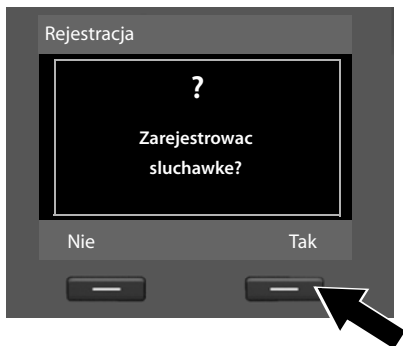 Rejestracja
?
Zarejestrowac
sluchawke?
Nie Tak